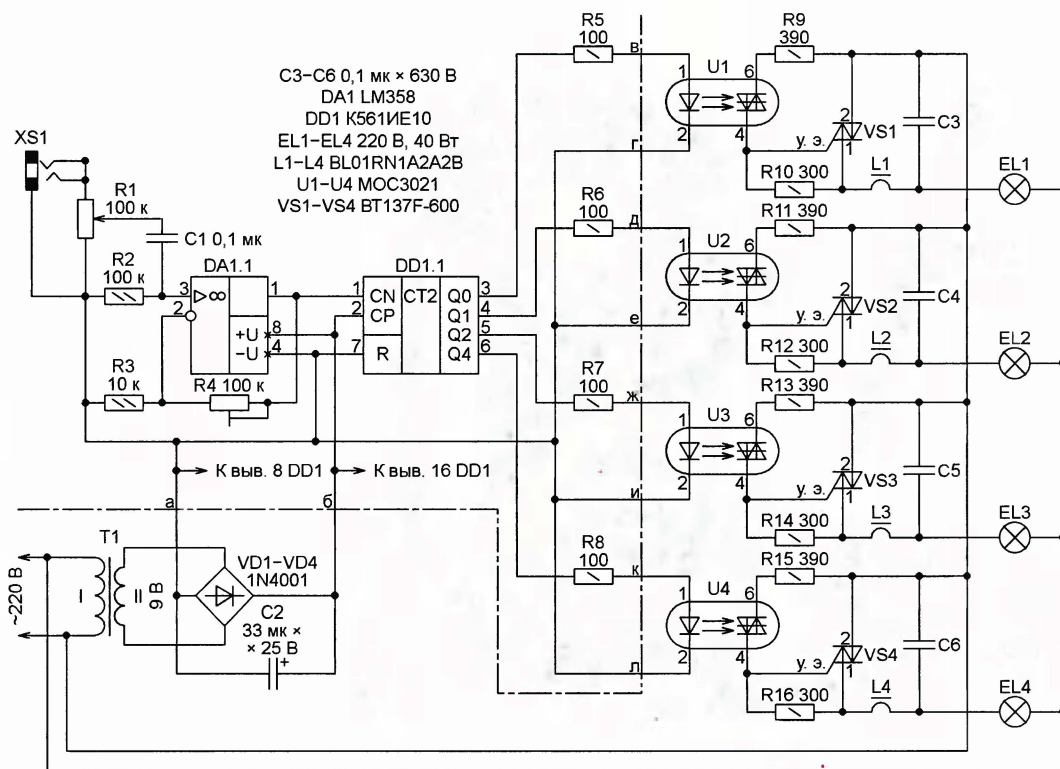 C3–C6 0,1 мк × 630 В
DA1 LM358
DD1 К561ИЕ10
EL1–EL4 220 В, 40 Вт
L1–L4 BL01RN1A2A2B
U1–U4 MOC3021
VS1–VS4 BT137F-600
XS1
R1
100 к
C1 0,1 мк
R2
100 к
DA1.1
3
2
▷∞
1
+U
8
–U
4
R3
10 к
R4 100 к
DD1.1
1
2
7
CN
CP
R
CT2
Q0
Q1
Q2
Q4
3
4
5
6
К выв. 8 DD1
К выв. 16 DD1
а
б
T1
~220 В
I
II
9 В
VD1–VD4
1N4001
C2
33 мк ×
× 25 В
+
R5
100
в
г
1
2
U1
6
4
R9
390
у. э.
2
1
VS1
C3
R10 300
L1
EL1
R6
100
д
е
1
2
U2
6
4
R11 390
у. э.
2
1
VS2
C4
R12 300
L2
EL2
R7
100
ж
и
1
2
U3
6
4
R13 390
у. э.
2
1
VS3
C5
R14 300
L3
EL3
R8
100
к
л
1
2
U4
6
4
R15 390
у. э.
2
1
VS4
C6
R16 300
L4
EL4